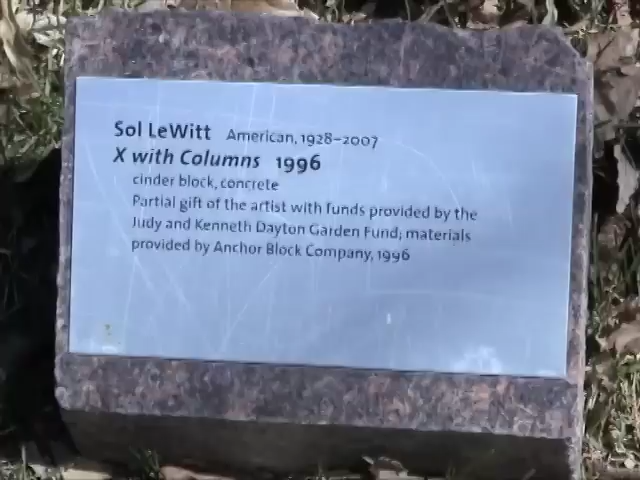 Sol LeWitt American, 1928–2007
X with Columns 1996
cinder block, concrete
Partial gift of the artist with funds provided by the
Judy and Kenneth Dayton Garden Fund; materials
provided by Anchor Block Company, 1996